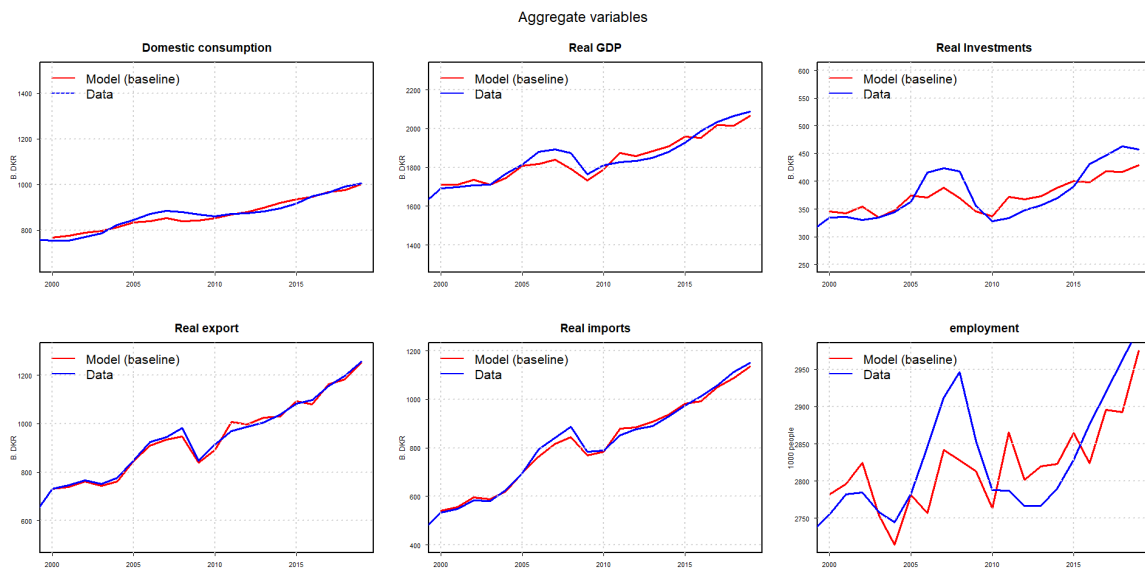 Aggregate variables
Domestic consumption
Model (baseline)
Data
B. DKR
1400
1200
1000
800
2000
2005
2010
2015
Real GDP
Model (baseline)
Data
B. DKR
2200
2000
1800
1600
1400
2000
2005
2010
2015
Real Investments
Model (baseline)
Data
B. DKR
600
550
500
450
400
350
300
250
2000
2005
2010
2015
Real export
Model (baseline)
Data
B. DKR
1200
1000
800
600
2000
2005
2010
2015
Real imports
Model (baseline)
Data
B. DKR
1200
1000
800
600
400
2000
2005
2010
2015
employment
Model (baseline)
Data
1000 people
2950
2900
2850
2800
2750
2000
2005
2010
2015